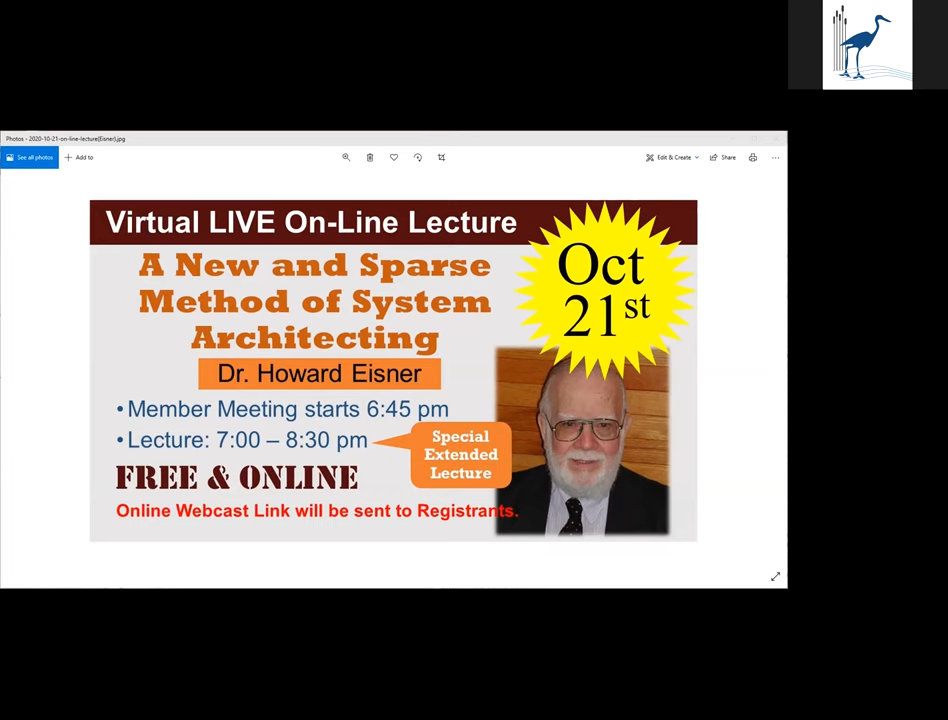 Photos - 2020-10-21-on-line-lecture(Eisner).jpg
See all photos
Add to
Edit & Create
Share
Virtual LIVE On-Line Lecture
Oct
21st
A New and Sparse
Method of System
Architecting
Dr. Howard Eisner
• Member Meeting starts 6:45 pm
• Lecture: 7:00 – 8:30 pm
Special
Extended
Lecture
FREE & ONLINE
Online Webcast Link will be sent to Registrants.